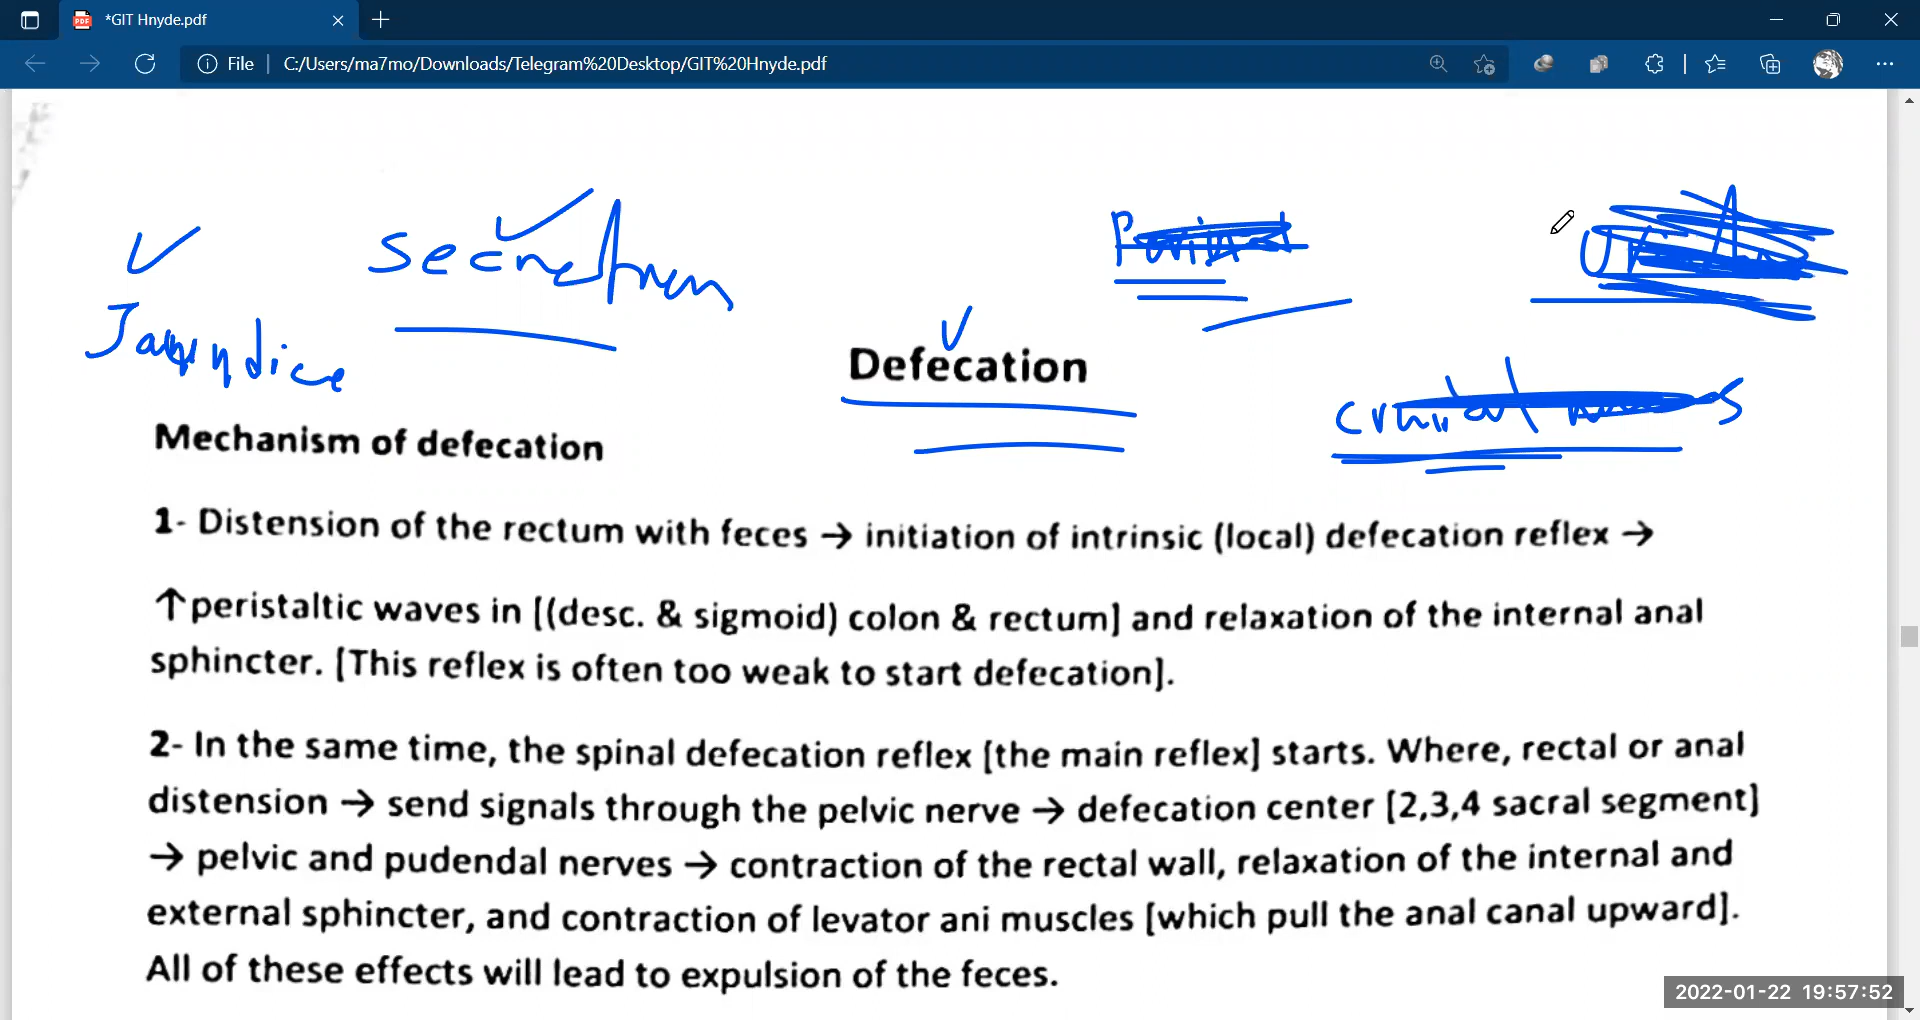 *GIT Hnyde.pdf
File C:/Users/ma7mo/Downloads/Telegram%20Desktop/GIT%20Hnyde.pdf
Secretion
Jaundice
Defecation
Mechanism of defecation
1- Distension of the rectum with feces → initiation of intrinsic (local) defecation reflex →
↑peristaltic waves in [(desc. & sigmoid) colon & rectum] and relaxation of the internal anal
sphincter. [This reflex is often too weak to start defecation].
2- In the same time, the spinal defecation reflex [the main reflex] starts. Where, rectal or anal
distension → send signals through the pelvic nerve → defecation center [2,3,4 sacral segment]
→ pelvic and pudendal nerves → contraction of the rectal wall, relaxation of the internal and
external sphincter, and contraction of levator ani muscles [which pull the anal canal upward].
All of these effects will lead to expulsion of the feces.
2022-01-22 19:57:52